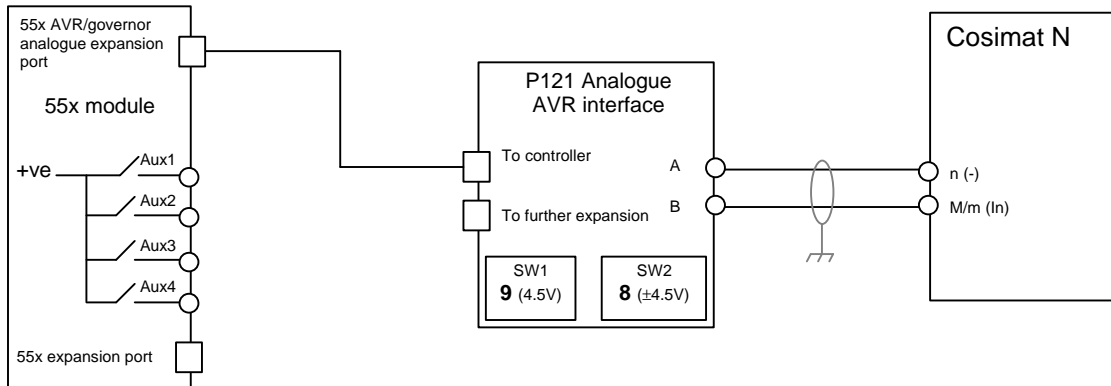 55x AVR/governor
analogue expansion
port
55x module
+ve
Aux1
Aux2
Aux3
Aux4
55x expansion port
P121 Analogue
AVR interface
To controller
A
To further expansion
B
SW1
9 (4.5V)
SW2
8 (±4.5V)
Cosimat N
n (-)
M/m (In)